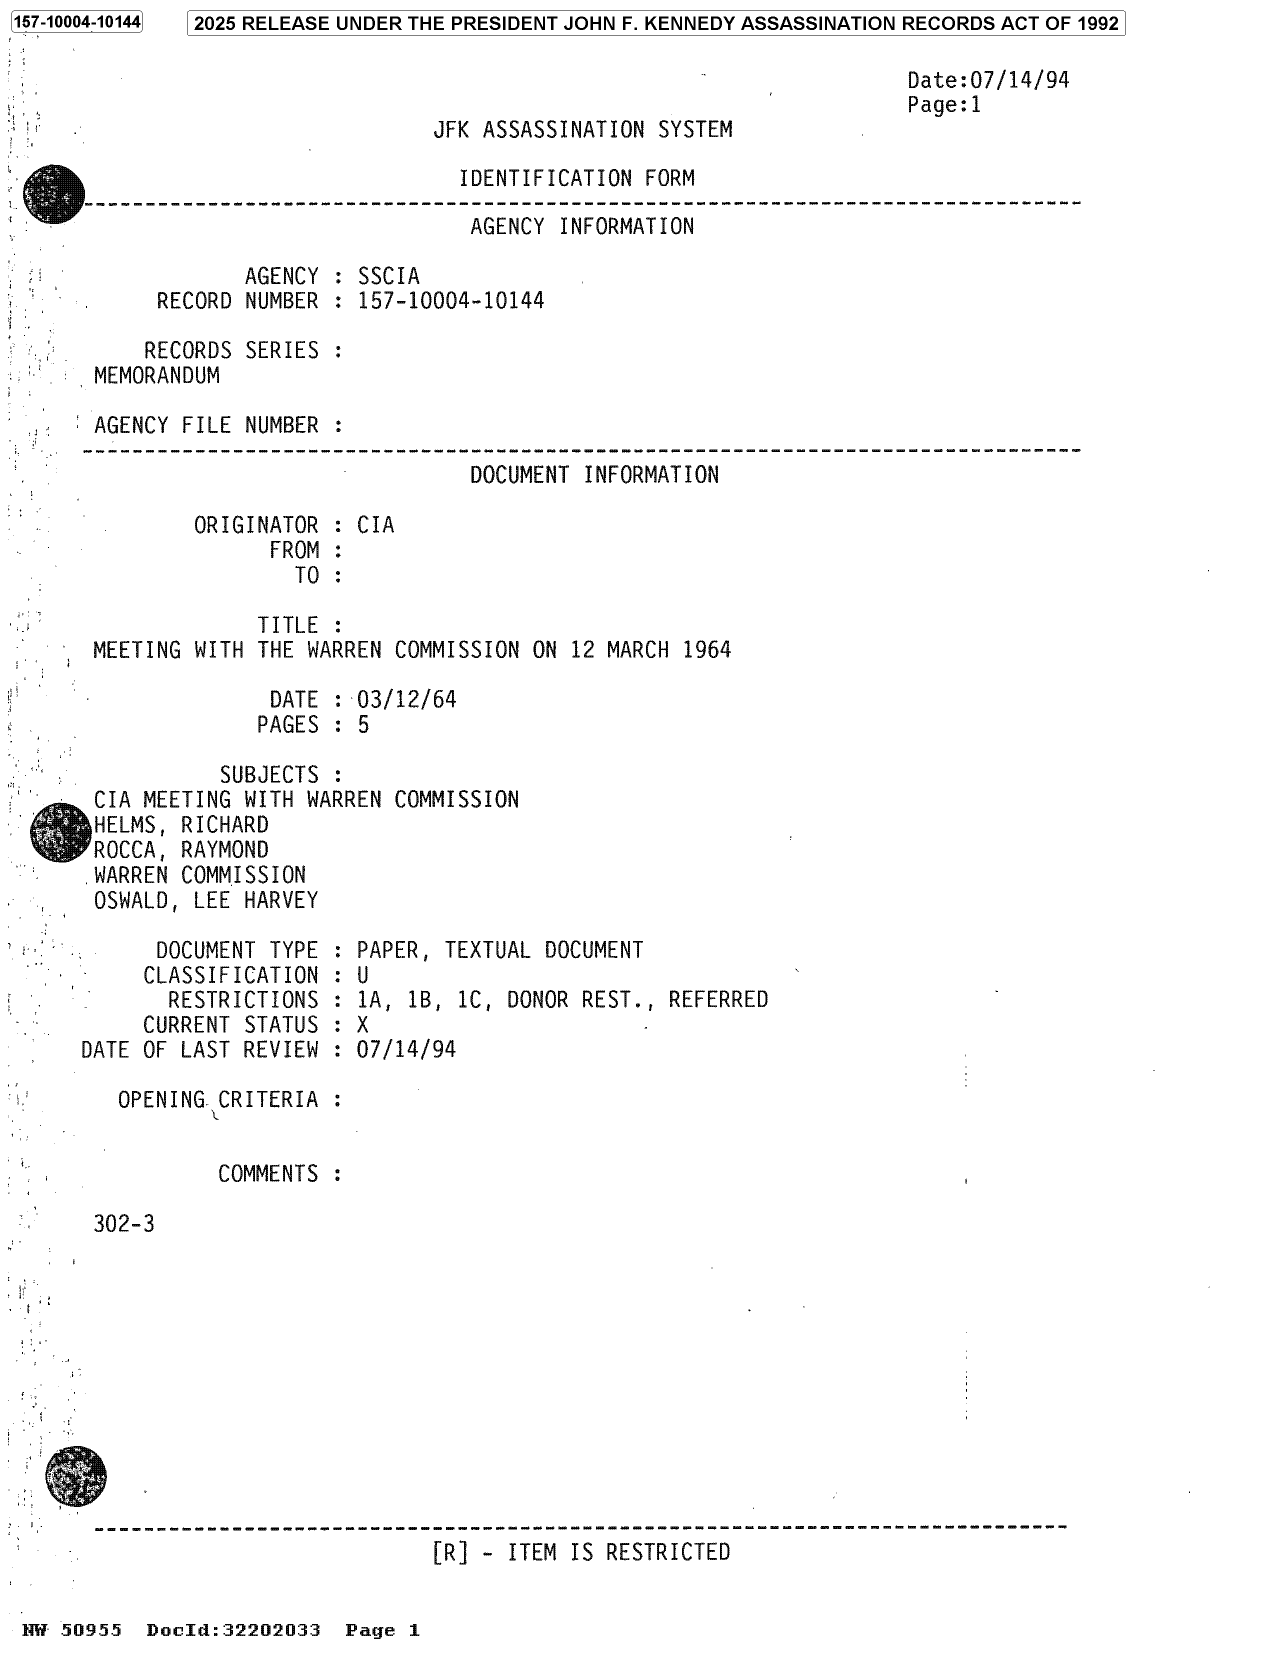 157-10004-10144
2025 RELEASE UNDER THE PRESIDENT JOHN F. KENNEDY ASSASSINATION RECORDS ACT OF 1992
Date:07/14/94
Page:1
JFK ASSASSINATION SYSTEM
IDENTIFICATION FORM
AGENCY INFORMATION
AGENCY : SSCIA
RECORD NUMBER : 157-10004-10144
RECORDS SERIES :
MEMORANDUM
AGENCY FILE NUMBER :
DOCUMENT INFORMATION
ORIGINATOR : CIA
FROM :
TO :
TITLE :
MEETING WITH THE WARREN COMMISSION ON 12 MARCH 1964
DATE : 03/12/64
PAGES : 5
SUBJECTS :
CIA MEETING WITH WARREN COMMISSION
HELMS, RICHARD
ROCCA, RAYMOND
WARREN COMMISSION
OSWALD, LEE HARVEY
DOCUMENT TYPE : PAPER, TEXTUAL DOCUMENT
CLASSIFICATION : U
RESTRICTIONS : 1A, 1B, 1C, DONOR REST., REFERRED
CURRENT STATUS : X
DATE OF LAST REVIEW : 07/14/94
OPENING CRITERIA :
COMMENTS :
302-3
[R] - ITEM IS RESTRICTED
NW 50955 DocId:32202033 Page 1